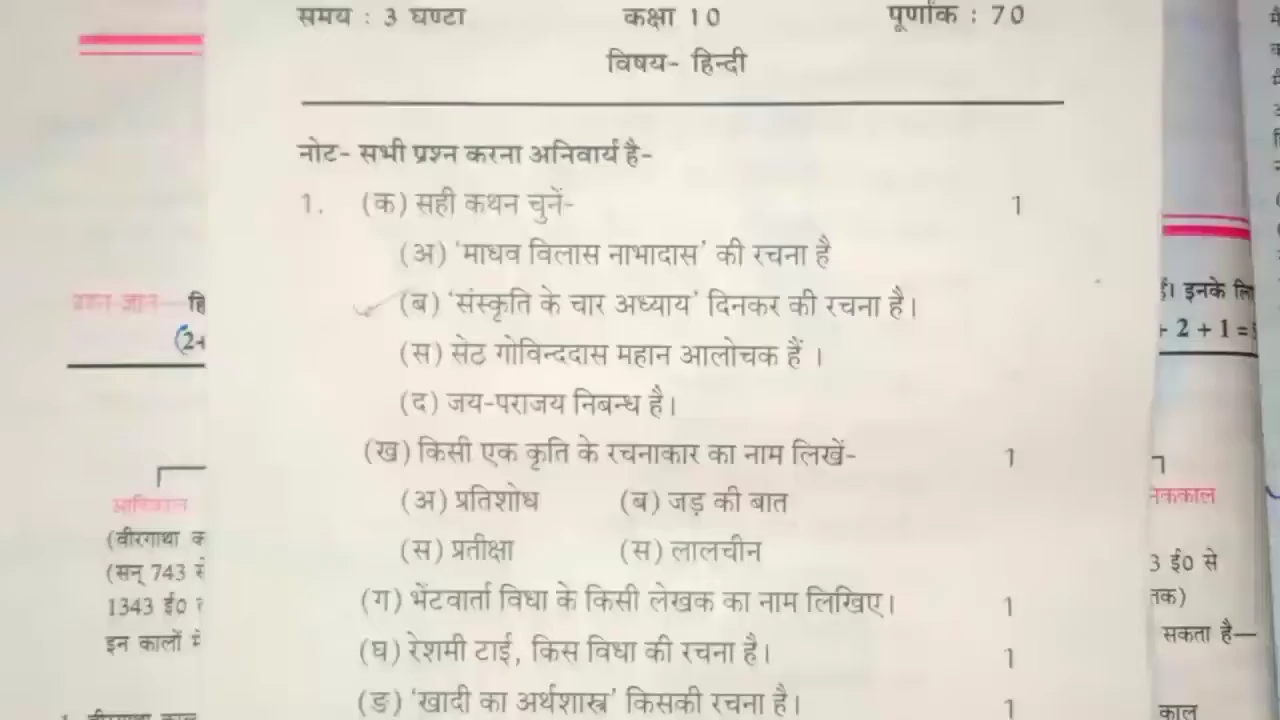 समय : 3 घण्टा कक्षा 10 पूर्णांक : 70
विषय- हिन्दी
नोट- सभी प्रश्न करना अनिवार्य है-
1. (क) सही कथन चुनें- 1
(अ) 'माधव विलास नाभादास' की रचना है
(ब) 'संस्कृति के चार अध्याय' दिनकर की रचना है।
(स) सेठ गोविन्ददास महान आलोचक हैं ।
(द) जय-पराजय निबन्ध है।
(ख) किसी एक कृति के रचनाकार का नाम लिखें- 1
(अ) प्रतिशोध (ब) जड़ की बात
(स) प्रतीक्षा (स) लालचीन
(ग) भेंटवार्ता विधा के किसी लेखक का नाम लिखिए। 1
(घ) रेशमी टाई, किस विधा की रचना है। 1
(ङ) 'खादी का अर्थशास्त्र' किसकी रचना है। 1
हि
(2+
(वीरगाथा क
(सन् 743 से
1343 ई0
इन कालों में
है। इनके लि
+ 2 + 1 =
3 ई0 से
तक)
सकता है—
काल